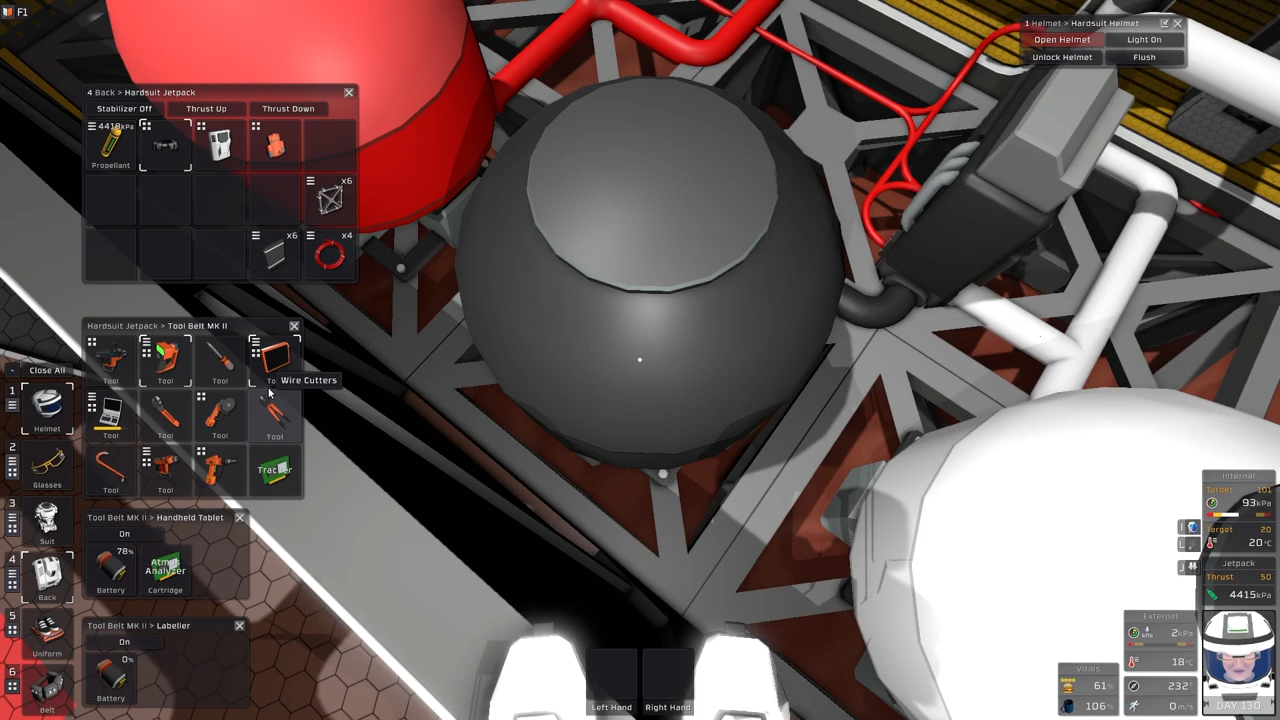 F1
1 Helmet > Hardsuit Helmet
Open Helmet
Light On
Unlock Helmet
Flush
4 Back > Hardsuit Jetpack
Stabilizer Off
Thrust Up
Thrust Down
Propellant
x6
x6
x4
Hardsuit Jetpack > Tool Belt MK II
Tool
Tool
Tool
To
Wire Cutters
Tool
Tool
Tool
Tool
Tool
Tool
Tool
Tracker
Close All
1
Helmet
2
Glasses
3
Suit
4
Back
5
Uniform
6
Belt
Tool Belt MK II > Handheld Tablet
On
78%
Battery
Atmos
Analyzer
Cartridge
Tool Belt MK II > Labeller
On
0%
Battery
Left Hand
Right Hand
Internal
Target 101
93kPa
Target 20
20°C
Jetpack
Thrust 50
4415kPa
External
kPa
2kPa
18°C
Vitals
61%
106%
232°
0m/s
DAY 130